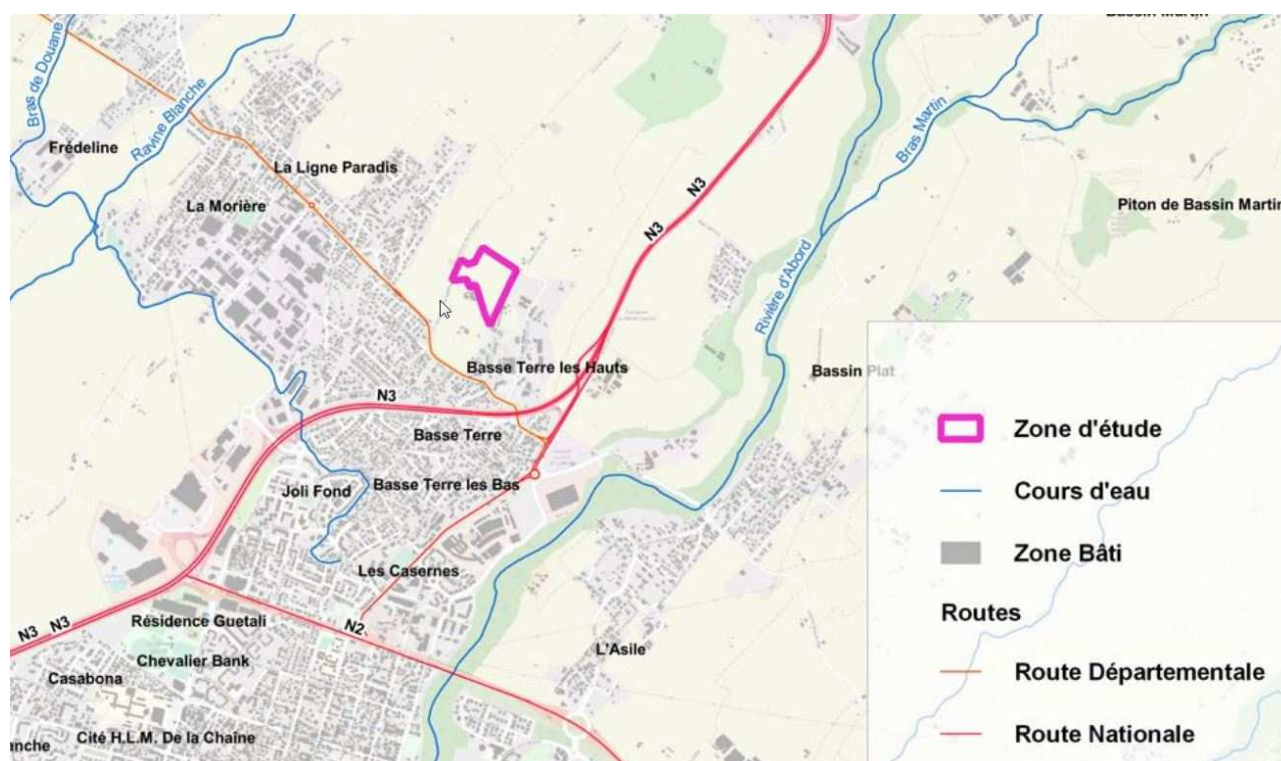 Bassin Martin
Bras de Douane
Ravine Blanche
Frédeline
La Ligne Paradis
La Morière
N3
N3
Bras Martin
Piton de Bassin Martin
Rivière d'Abord
Basse Terre les Hauts
Bassin Plat
N3
Basse Terre
Basse Terre les Bas
Joli Fond
Les Casernes
Résidence Guetali
N2
N3 N3
Chevalier Bank
Casabona
L'Asile
Cité H.L.M. De la Chaîne
anche
Zone d'étude
Cours d'eau
Zone Bâti
Routes
Route Départementale
Route Nationale